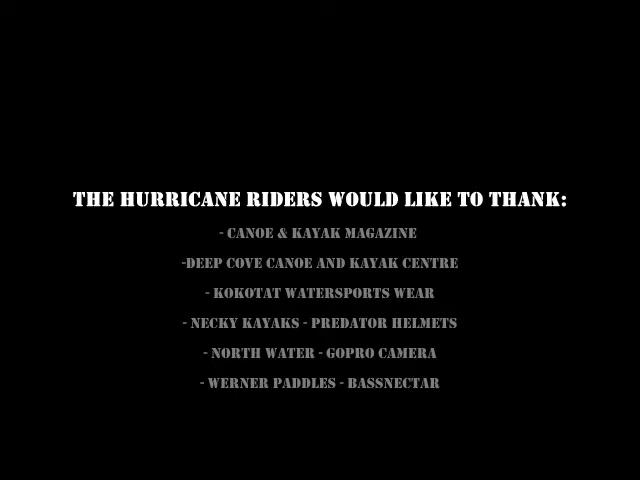 THE HURRICANE RIDERS WOULD LIKE TO THANK:
- CANOE & KAYAK MAGAZINE
-DEEP COVE CANOE AND KAYAK CENTRE
- KOKOTAT WATERSPORTS WEAR
- NECKY KAYAKS - PREDATOR HELMETS
- NORTH WATER - GOPRO CAMERA
- WERNER PADDLES - BASSNECTAR